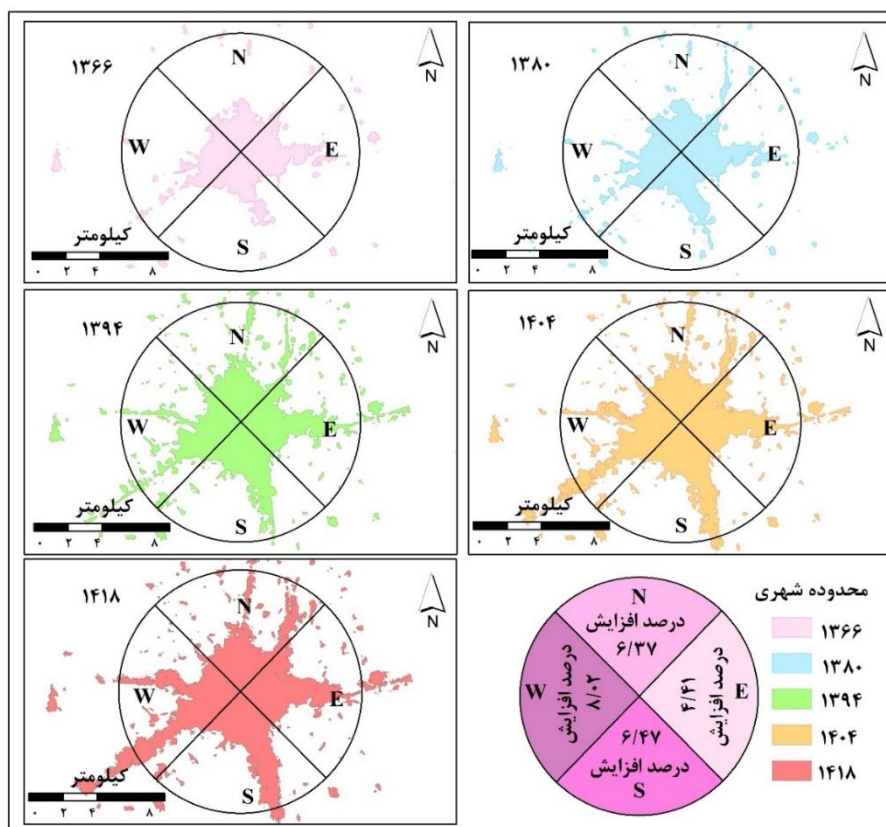 ۱۳۶۶
N
W
E
S
N
کیلومتر
۰ ۲ ۴ ۸
۱۳۸۰
N
W
E
S
N
کیلومتر
۰ ۲ ۴ ۸
۱۳۹۴
N
W
E
S
N
کیلومتر
۰ ۲ ۴ ۸
۱۴۰۴
N
W
E
S
N
کیلومتر
۰ ۲ ۴ ۸
۱۴۱۸
N
W
E
S
N
کیلومتر
۰ ۲ ۴ ۸
N
درصد افزایش
۶/۳۷
W
درصد افزایش
۸/۰۲
E
۴/۴۱
درصد افزایش
۶/۴۷
درصد افزایش
S
محدوده شهری
۱۳۶۶
۱۳۸۰
۱۳۹۴
۱۴۰۴
۱۴۱۸